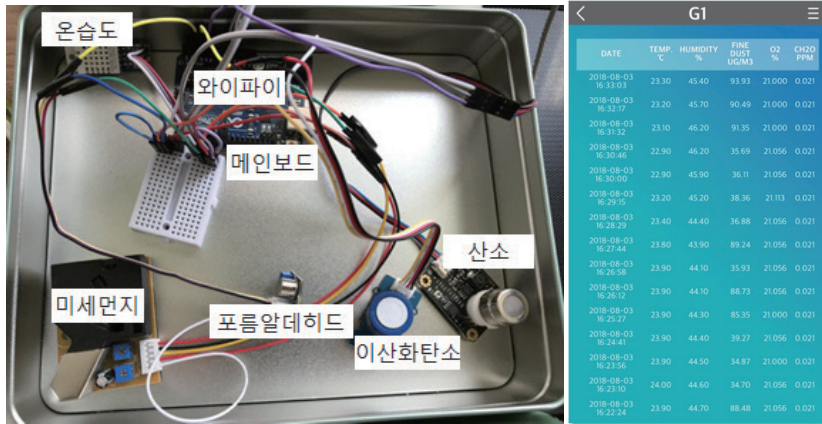 온습도
와이파이
메인보드
산소
미세먼지
포름알데히드
이산화탄소
G1
DATE TEMP. ℃ HUMIDITY % FINE DUST UG/M3 O2 % CH2O PPM
2018-08-03 16:33:03 23.30 45.40 93.93 21.000 0.021
2018-08-03 16:32:17 23.20 45.70 90.49 21.000 0.021
2018-08-03 16:31:32 23.10 46.20 91.35 21.000 0.021
2018-08-03 16:30:46 22.90 46.20 35.69 21.056 0.021
2018-08-03 16:30:00 22.90 45.90 36.11 21.056 0.021
2018-08-03 16:29:15 23.20 45.20 38.36 21.113 0.021
2018-08-03 16:28:29 23.40 44.40 36.88 21.056 0.021
2018-08-03 16:27:44 23.80 43.90 89.24 21.056 0.021
2018-08-03 16:26:58 23.90 44.10 35.93 21.056 0.021
2018-08-03 16:26:12 23.90 44.10 88.73 21.056 0.021
2018-08-03 16:25:27 23.90 44.30 85.35 21.000 0.021
2018-08-03 16:24:41 23.90 44.40 39.27 21.056 0.021
2018-08-03 16:23:56 23.90 44.50 34.87 21.000 0.021
2018-08-03 16:23:10 24.00 44.60 34.70 21.056 0.021
2018-08-03 16:22:24 23.90 44.70 88.48 21.056 0.021